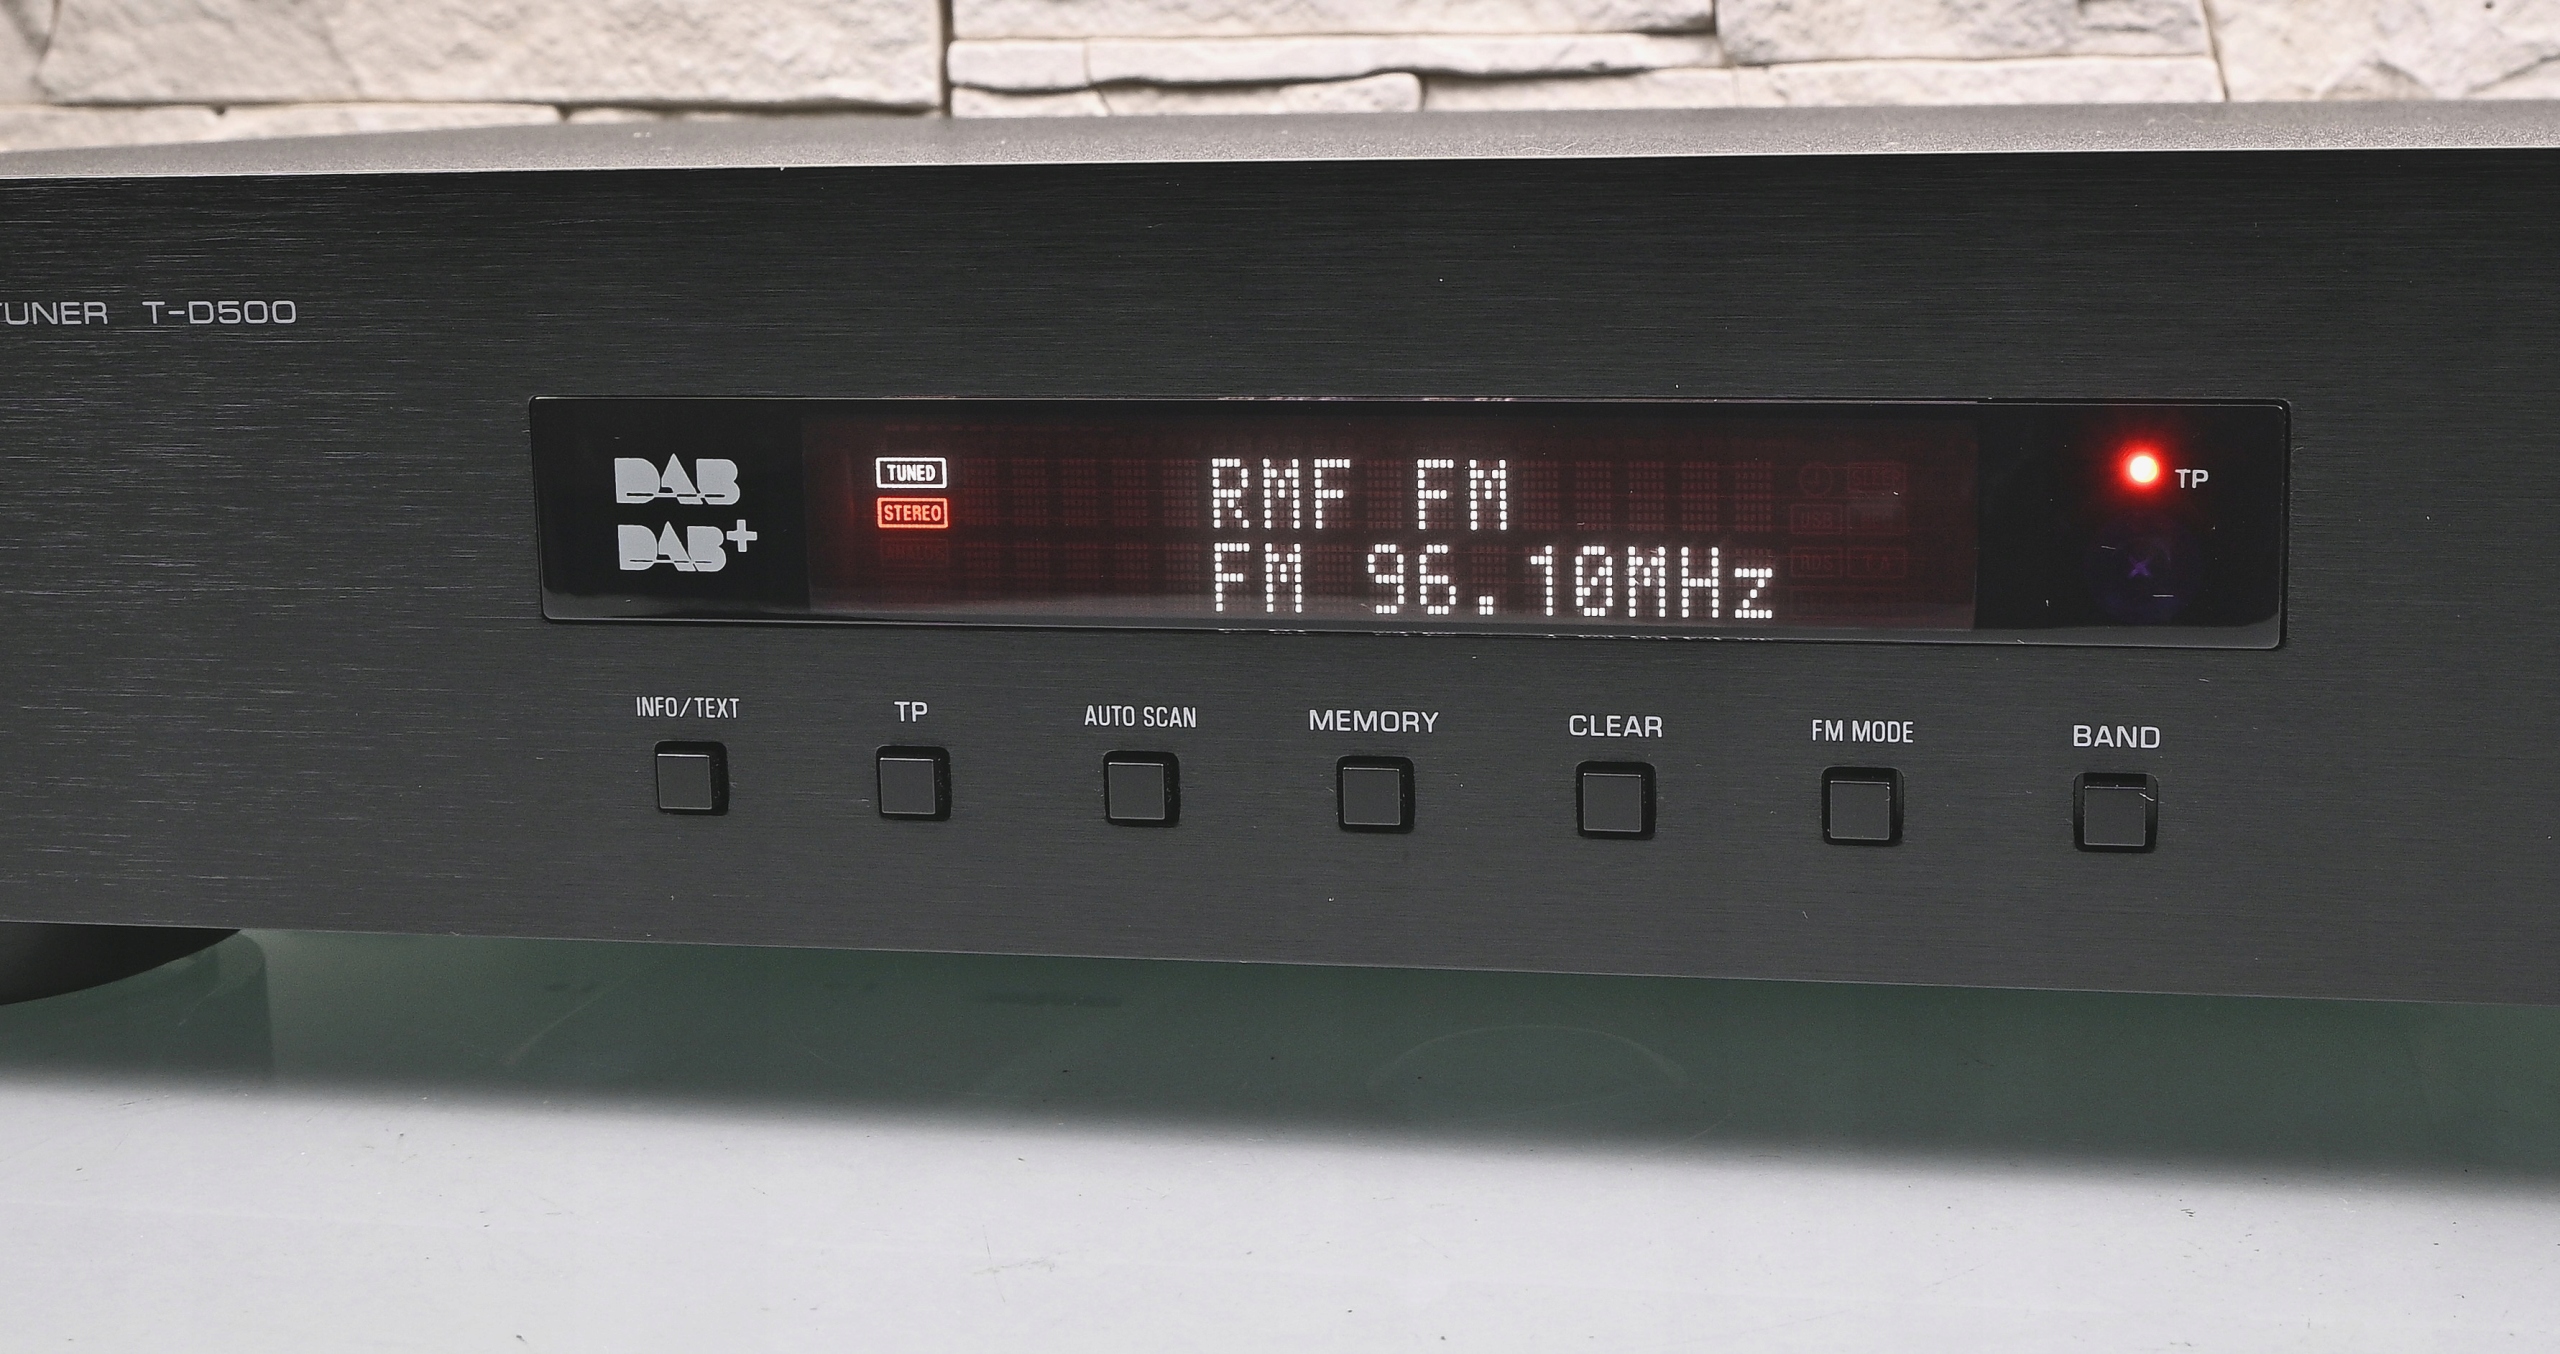 TUNER T-D500
DAB
DAB+
TUNED
STEREO
RMF FM
FM 96.10MHz
TP
INFO/TEXT
TP
AUTO SCAN
MEMORY
CLEAR
FM MODE
BAND